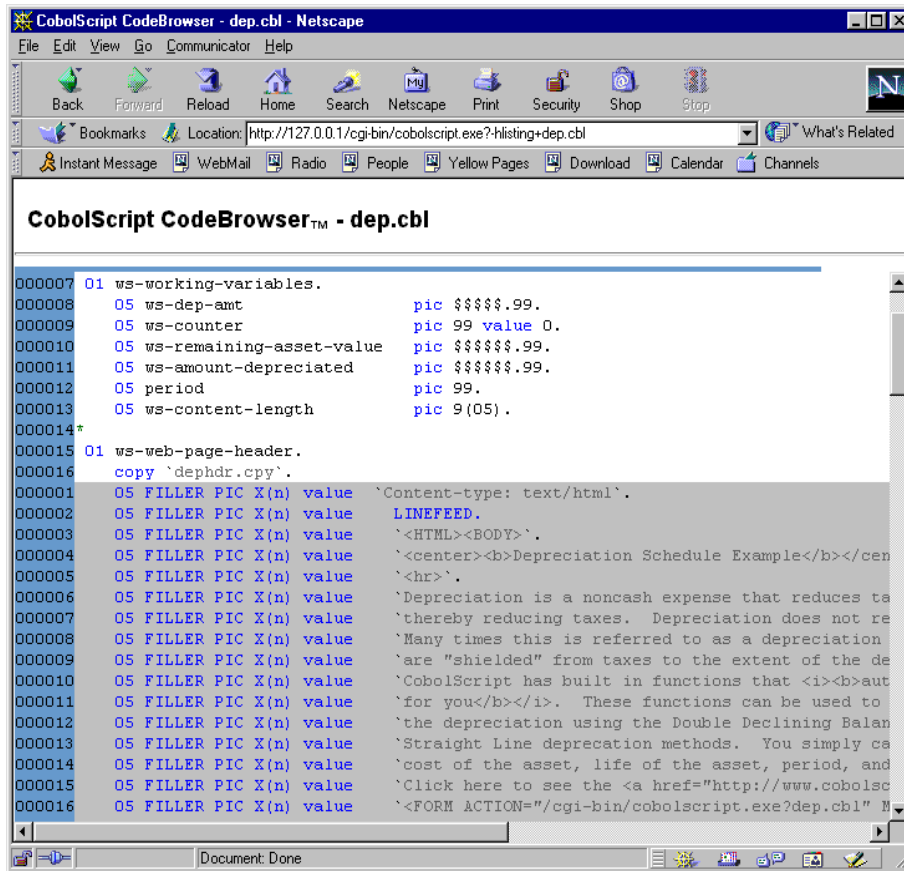 CobolScript CodeBrowser - dep.cbl - Netscape
File Edit View Go Communicator Help
Back Forward Reload Home Search Netscape Print Security Shop Stop
Bookmarks Location: http://127.0.0.1/cgi-bin/cobolscript.exe?-hlisting+dep.cbl What's Related
Instant Message WebMail Radio People Yellow Pages Download Calendar Channels
CobolScript CodeBrowser™ - dep.cbl
000007 01 ws-working-variables.
000008 05 ws-dep-amt pic $$$$$.99.
000009 05 ws-counter pic 99 value 0.
000010 05 ws-remaining-asset-value pic $$$$$$.99.
000011 05 ws-amount-depreciated pic $$$$$$.99.
000012 05 period pic 99.
000013 05 ws-content-length pic 9(05).
000014*
000015 01 ws-web-page-header.
000016 copy `dephdr.cpy`.
000001 05 FILLER PIC X(n) value `Content-type: text/html`.
000002 05 FILLER PIC X(n) value LINEFEED.
000003 05 FILLER PIC X(n) value `<HTML><BODY>`.
000004 05 FILLER PIC X(n) value `<center><b>Depreciation Schedule Example</b></cen
000005 05 FILLER PIC X(n) value `<hr>`.
000006 05 FILLER PIC X(n) value `Depreciation is a noncash expense that reduces ta
000007 05 FILLER PIC X(n) value `thereby reducing taxes. Depreciation does not re
000008 05 FILLER PIC X(n) value `Many times this is referred to as a depreciation
000009 05 FILLER PIC X(n) value `are "shielded" from taxes to the extent of the de
000010 05 FILLER PIC X(n) value `CobolScript has built in functions that <i><b>aut
000011 05 FILLER PIC X(n) value `for you</b></i>. These functions can be used to
000012 05 FILLER PIC X(n) value `the depreciation using the Double Declining Balan
000013 05 FILLER PIC X(n) value `Straight Line deprecation methods. You simply ca
000014 05 FILLER PIC X(n) value `cost of the asset, life of the asset, period, and
000015 05 FILLER PIC X(n) value `Click here to see the <a href="http://www.cobolsc
000016 05 FILLER PIC X(n) value `<FORM ACTION="/cgi-bin/cobolscript.exe?dep.cbl" M
Document: Done